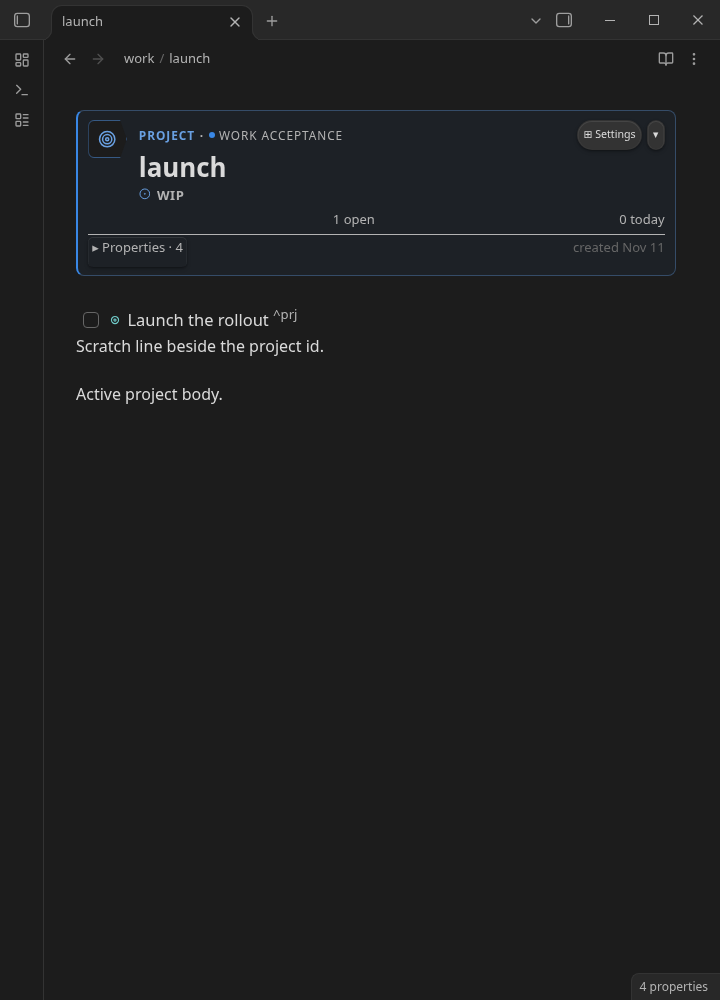 launch
work / launch
PROJECT · WORK ACCEPTANCE
⊞ Settings ▾
launch
WIP
1 open 0 today
▸ Properties · 4 created Nov 11
Launch the rollout ^prj
Scratch line beside the project id.
Active project body.
4 properties